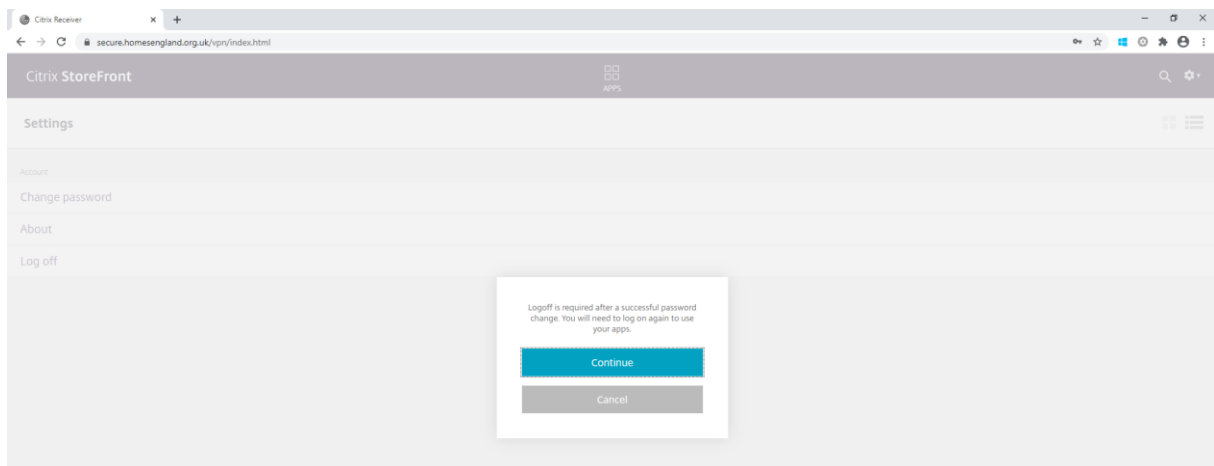 Citrix Receiver
secure.homesengland.org.uk/vpn/index.html
Citrix StoreFront
APPS
Settings
Account
Change password
About
Log off
Logoff is required after a successful password
change. You will need to log on again to use
your apps.
Continue
Cancel